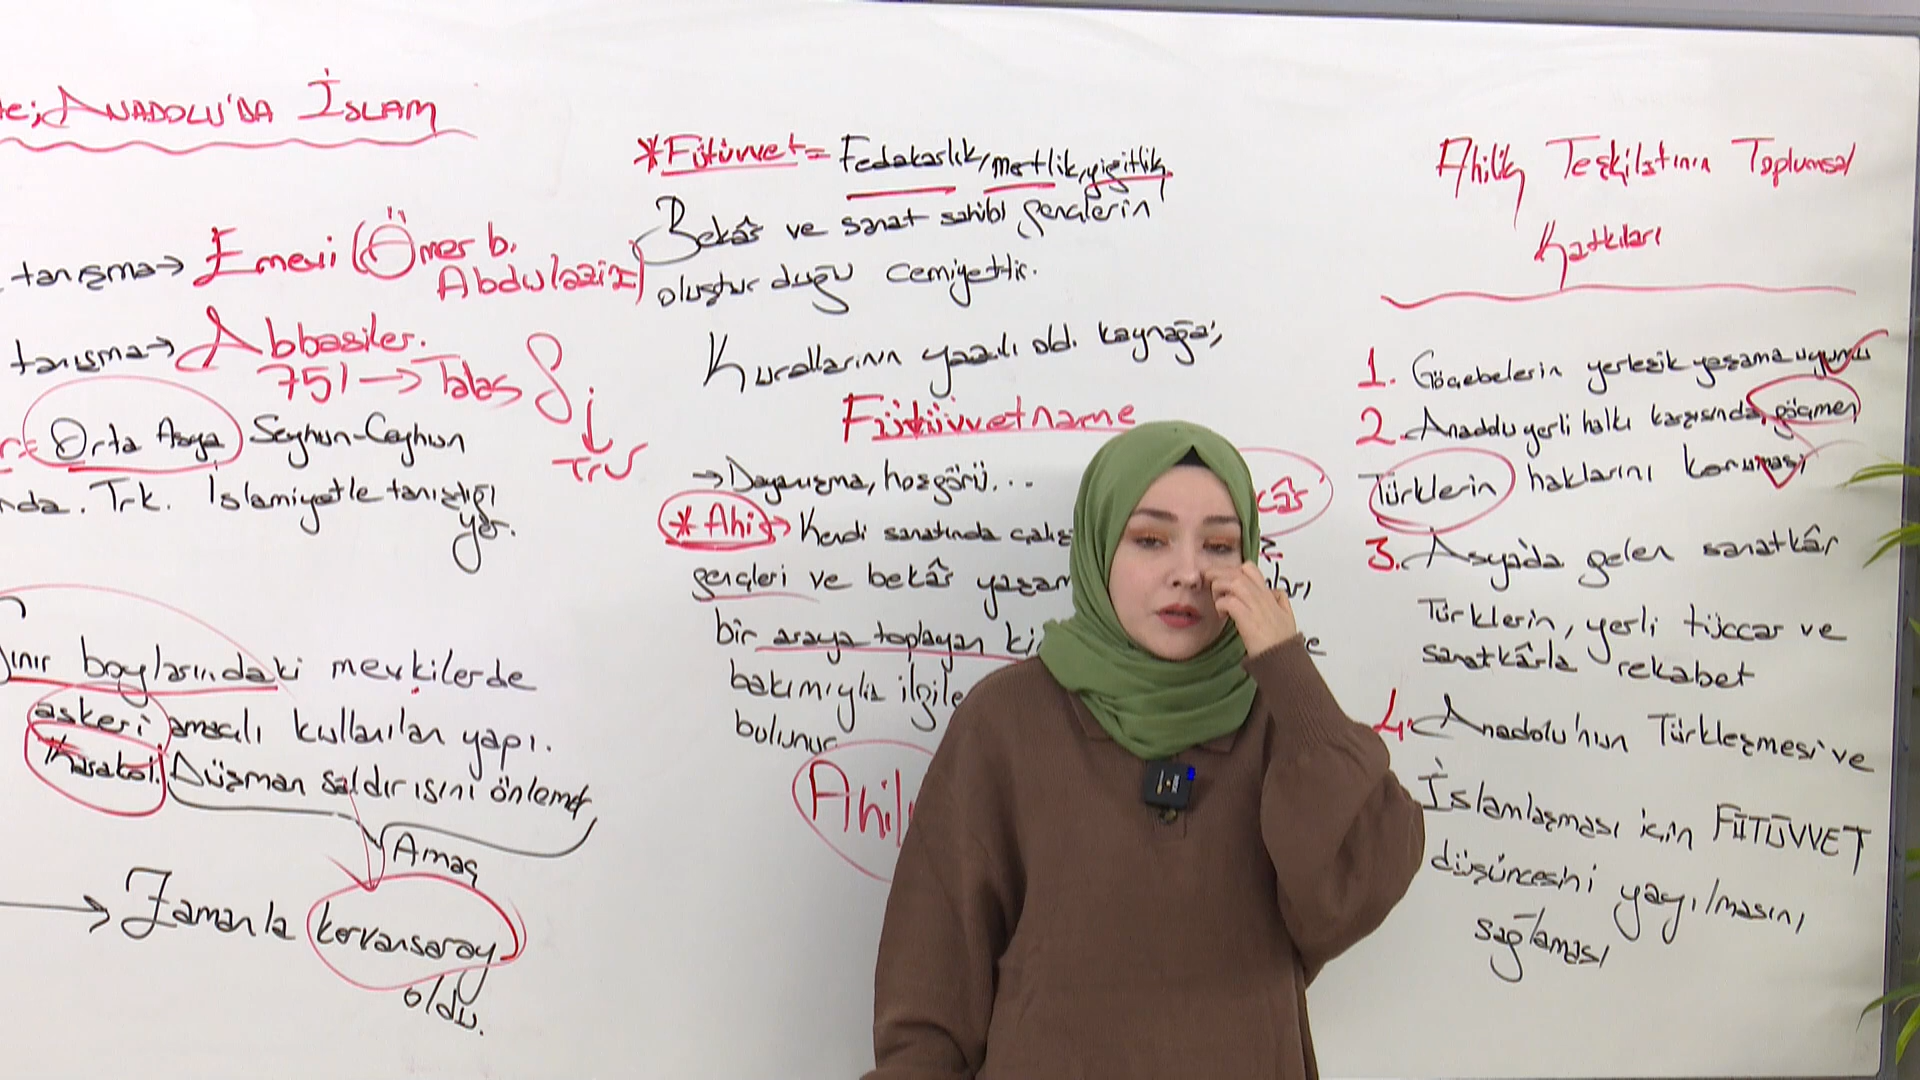 ANADOLU'DA İSLAM
tanışma → Emevi (Ömer b.
Abdulaziz)
tanışma → Abbasiler.
751 → Talas S
Trv
Orta Asya Seyhun-Ceyhun
Trk. İslamiyetle tanıştığı
yer.
sınır boylarındaki mevkilerde
askeri amaçlı kullanılan yapı.
*Karakol. Düşman saldırısını önlemek
Amaç
→ Zamanla kervansaray
oldu.
*Fütüvvet = Fedakarlık, mertlik, yiğitlik
Bekâr ve sanat sahibi gençlerin
oluşturduğu cemiyettir.
Kurallarının yazılı old. kaynağa;
Fütüvvetname
→ Dayanışma, hoşgörü...
*Ahi → Kendi sanatında
gençleri ve bekâr
bir araya toplayan
bakımıyla
bulunur.
Ahilik Teşkilatının Toplumsal
Katkıları
1. Göçebelerin yerleşik yaşama uyumu
2. Anadolu yerli halkı karşısında, göçmen
Türklerin haklarını koruması
3. Asya'da gelen sanatkâr
Türklerin, yerli tüccar ve
sanatkârla rekabet
4. Anadolu'nun Türkleşmesi ve
İslamlaşması için FÜTÜVVET
düşüncesini yayılmasını
sağlaması